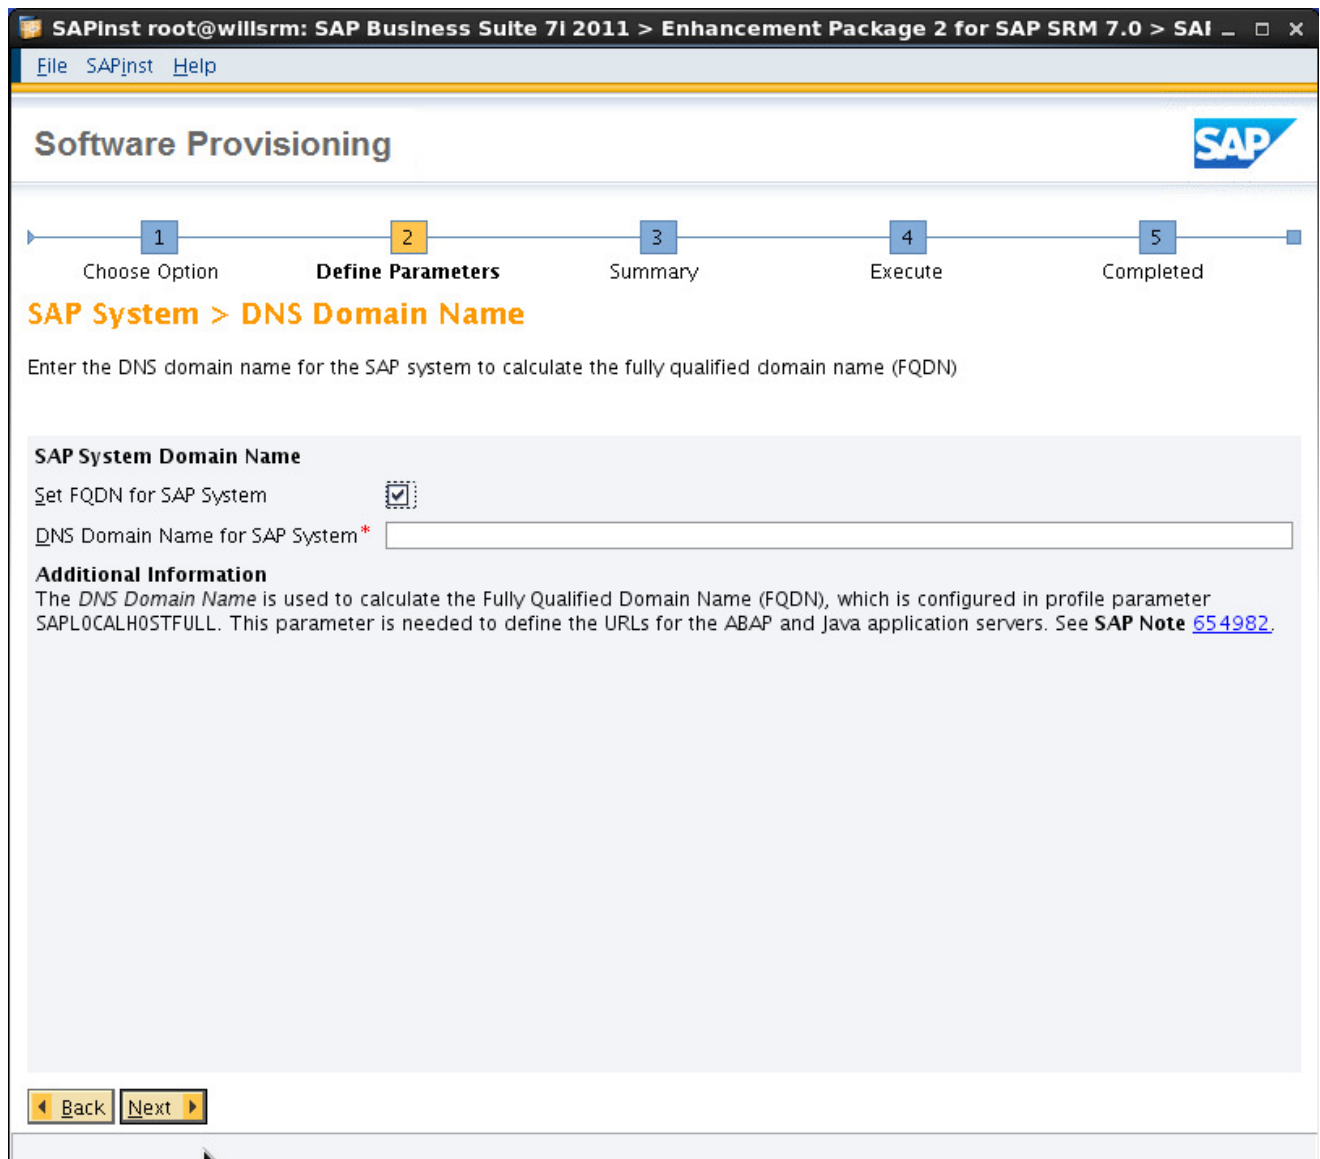 SAPinst root@willsrm: SAP Business Suite 7i 2011 > Enhancement Package 2 for SAP SRM 7.0 >
File SAPinst Help
Software Provisioning
SAP
1 2 3 4 5
Choose Option Define Parameters Summary Execute Completed
SAP System > DNS Domain Name
Enter the DNS domain name for the SAP system to calculate the fully qualified domain name (FQDN)
SAP System Domain Name
Set FQDN for SAP System
DNS Domain Name for SAP System*
Additional Information
The DNS Domain Name is used to calculate the Fully Qualified Domain Name (FQDN), which is configured in profile parameter
SAPLOCALHOSTFULL. This parameter is needed to define the URLs for the ABAP and Java application servers. See SAP Note 654982.
Back Next